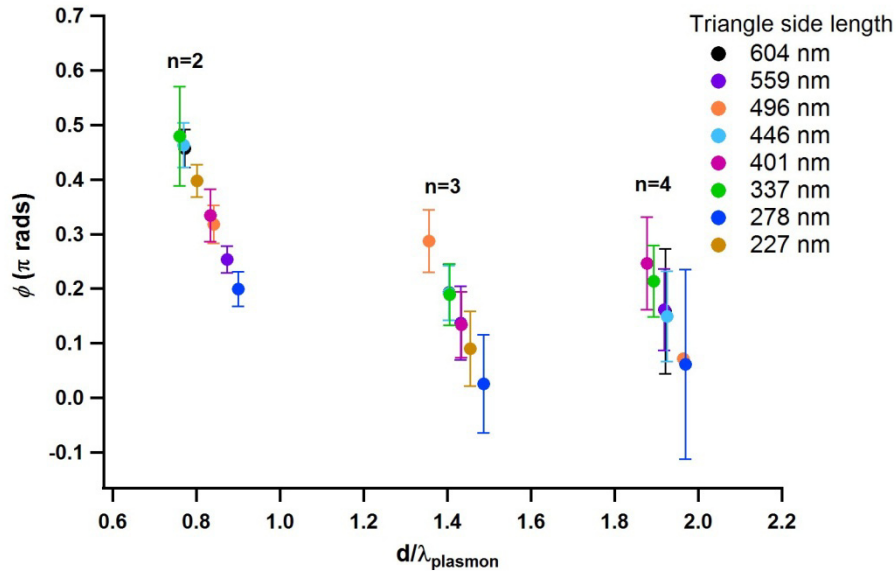 Triangle side length
604 nm
559 nm
496 nm
446 nm
401 nm
337 nm
278 nm
227 nm
n=2
n=3
n=4
0.7
0.6
0.5
0.4
0.3
0.2
0.1
0.0
-0.1
ϕ (π rads)
0.6 0.8 1.0 1.2 1.4 1.6 1.8 2.0 2.2
d/λplasmon